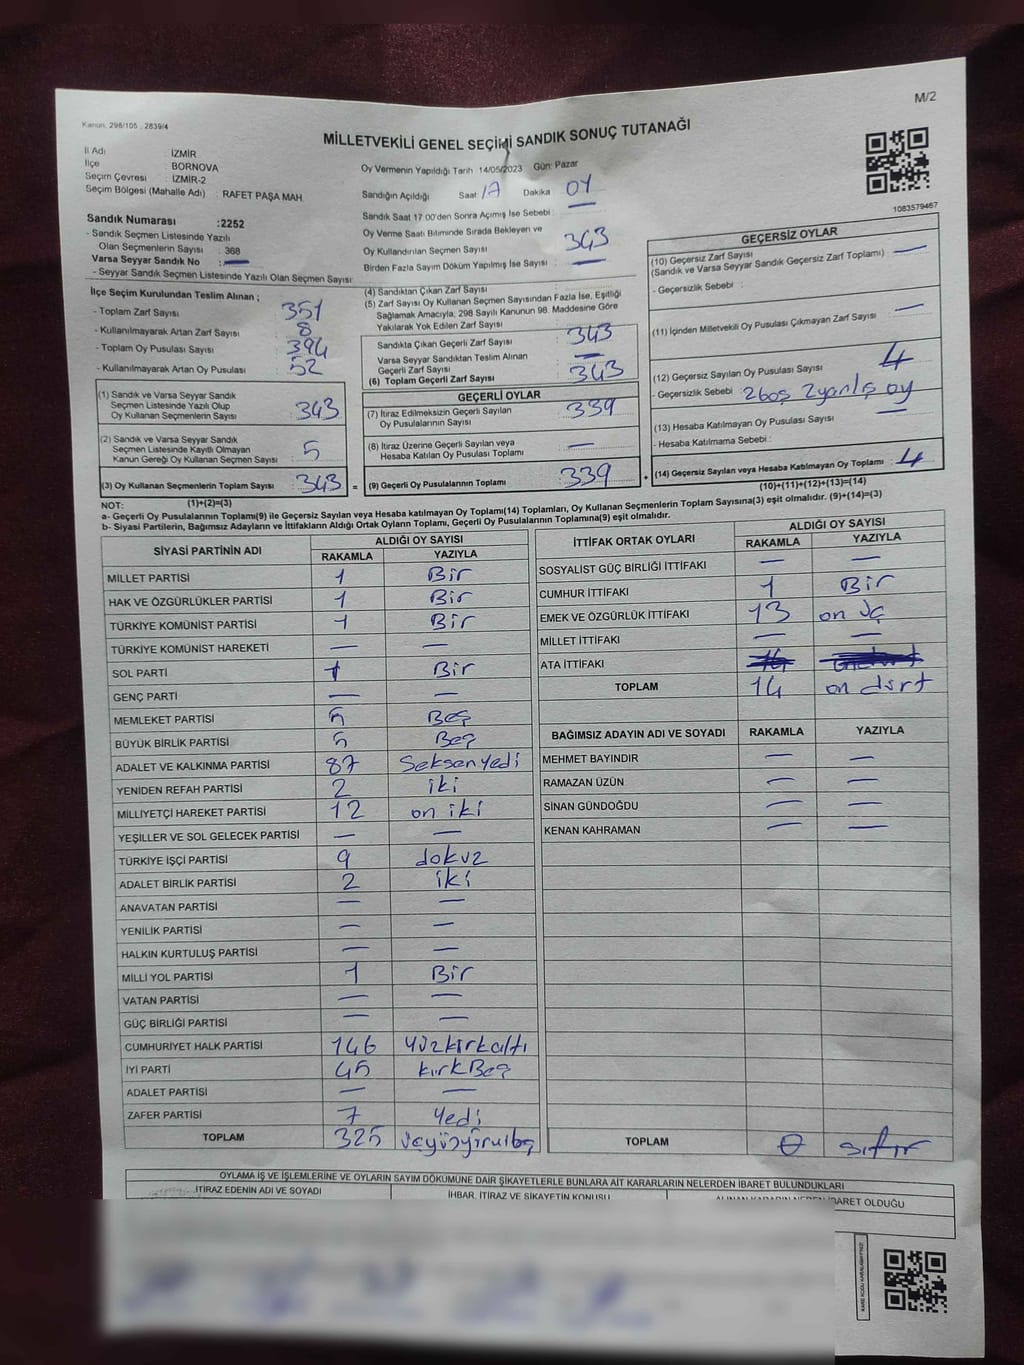 M/2
Kanun. 298/105 , 2839/4
MİLLETVEKİLİ GENEL SEÇİMİ SANDIK SONUÇ TUTANAĞI
İl Adı : İZMİR
İlçe : BORNOVA
Seçim Çevresi : İZMİR-2
Seçim Bölgesi (Mahalle Adı) : RAFET PAŞA MAH.
Sandık Numarası :2252
- Sandık Seçmen Listesinde Yazılı
Olan Seçmenlerin Sayısı : 368
Varsa Seyyar Sandık No : —
- Seyyar Sandık Seçmen Listesinde Yazılı Olan Seçmen Sayısı
Oy Vermenin Yapıldığı Tarih 14/05/2023 Gün: Pazar
Sandığın Açıldığı Saat Dakika
Sandık Saat 17.00'den Sonra Açımış İse Sebebi : —
Oy Verme Saati Bitiminde Sırada Bekleyen ve
Oy Kullandırılan Seçmen Sayısı : 343
Birden Fazla Sayım Döküm Yapılmış İse Sayısı : —
1083579467
İlçe Seçim Kurulundan Teslim Alınan ;
- Toplam Zarf Sayısı : 351
- Kullanılmayarak Artan Zarf Sayısı : 8
- Toplam Oy Pusulası Sayısı : 394
- Kullanılmayarak Artan Oy Pusulası : 52
(1) Sandık ve Varsa Seyyar Sandık
Seçmen Listesinde Yazılı Olup
Oy Kullanan Seçmenlerin Sayısı : 343
(2) Sandık ve Varsa Seyyar Sandık
Seçmen Listesinde Kayıtlı Olmayan
Kanun Gereği Oy Kullanan Seçmen Sayısı : 5
(3) Oy Kullanan Seçmenlerin Toplam Sayısı : 343 =
(1)+(2)=(3)
(4) Sandıktan Çıkan Zarf Sayısı :
(5) Zarf Sayısı Oy Kullanan Seçmen Sayısından Fazla İse, Eşitliği
Sağlamak Amacıyla, 298 Sayılı Kanunun 98. Maddesine Göre
Yakılarak Yok Edilen Zarf Sayısı :
Sandıkta Çıkan Geçerli Zarf Sayısı : 343
Varsa Seyyar Sandıktan Teslim Alınan
Geçerli Zarf Sayısı : —
(6) Toplam Geçerli Zarf Sayısı : 343
GEÇERLİ OYLAR
(7) İtiraz Edilmeksizin Geçerli Sayılan
Oy Pusulalarının Sayısı : 339
(8) İtiraz Üzerine Geçerli Sayılan veya
Hesaba Katılan Oy Pusulası Toplamı : —
(9) Geçerli Oy Pusulalarının Toplamı : 339 +
GEÇERSİZ OYLAR
(10) Geçersiz Zarf Sayısı : —
(Sandık ve Varsa Seyyar Sandık Geçersiz Zarf Toplamı)
- Geçersizlik Sebebi :
(11) İçinden Milletvekili Oy Pusulası Çıkmayan Zarf Sayısı : —
(12) Geçersiz Sayılan Oy Pusulası Sayısı : 4
- Geçersizlik Sebebi : 2 boş 2 yanlış oy
(13) Hesaba Katılmayan Oy Pusulası Sayısı : —
- Hesaba Katılmama Sebebi :
(14) Geçersiz Sayılan veya Hesaba Katılmayan Oy Toplamı : 4
(10)+(11)+(12)+(13)=(14)
NOT:
a- Geçerli Oy Pusulalarının Toplamı(9) ile Geçersiz Sayılan veya Hesaba katılmayan Oy Toplamı(14) Toplamları, Oy Kullanan Seçmenlerin Toplam Sayısına(3) eşit olmalıdır. (9)+(14)=(3)
b- Siyasi Partilerin, Bağımsız Adayların ve İttifakların Aldığı Ortak Oyların Toplamı, Geçerli Oy Pusulalarının Toplamına(9) eşit olmalıdır.
SİYASİ PARTİNİN ADI ALDIĞI OY SAYISI
RAKAMLA YAZIYLA
MİLLET PARTİSİ 1 Bir
HAK VE ÖZGÜRLÜKLER PARTİSİ 1 Bir
TÜRKİYE KOMÜNİST PARTİSİ 1 Bir
TÜRKİYE KOMÜNİST HAREKETİ — —
SOL PARTİ 1 Bir
GENÇ PARTİ — —
MEMLEKET PARTİSİ 5 Beş
BÜYÜK BİRLİK PARTİSİ 5 Beş
ADALET VE KALKINMA PARTİSİ 87 Seksenyedi
YENİDEN REFAH PARTİSİ 2 iki
MİLLİYETÇİ HAREKET PARTİSİ 12 on iki
YEŞİLLER VE SOL GELECEK PARTİSİ — —
TÜRKİYE İŞÇİ PARTİSİ 9 dokuz
ADALET BİRLİK PARTİSİ 2 iki
ANAVATAN PARTİSİ — —
YENİLİK PARTİSİ — —
HALKIN KURTULUŞ PARTİSİ — —
MİLLİ YOL PARTİSİ 1 Bir
VATAN PARTİSİ — —
GÜÇ BİRLİĞİ PARTİSİ — —
CUMHURİYET HALK PARTİSİ 146 yüzkırkaltı
İYİ PARTİ 45 kırkBeş
ADALET PARTİSİ — —
ZAFER PARTİSİ 7 Yedi
TOPLAM 325
İTTİFAK ORTAK OYLARI ALDIĞI OY SAYISI
RAKAMLA YAZIYLA
SOSYALİST GÜÇ BİRLİĞİ İTTİFAKI — —
CUMHUR İTTİFAKI 1 Bir
EMEK VE ÖZGÜRLÜK İTTİFAKI 13 on üç
MİLLET İTTİFAKI — —
ATA İTTİFAKI
TOPLAM 14 on dört
BAĞIMSIZ ADAYIN ADI VE SOYADI RAKAMLA YAZIYLA
MEHMET BAYINDIR — —
RAMAZAN ÜZÜN — —
SİNAN GÜNDOĞDU — —
KENAN KAHRAMAN — —
TOPLAM 0 sıfır
OYLAMA İŞ VE İŞLEMLERİNE VE OYLARIN SAYIM DÖKÜMÜNE DAİR ŞİKAYETLERLE BUNLARA AİT KARARLARIN NELERDEN İBARET BULUNDUKLARI
İTİRAZ EDENİN ADI VE SOYADI İHBAR, İTİRAZ VE ŞİKAYETİN KONUSU ALINAN KARARIN NEDEN İBARET OLDUĞU